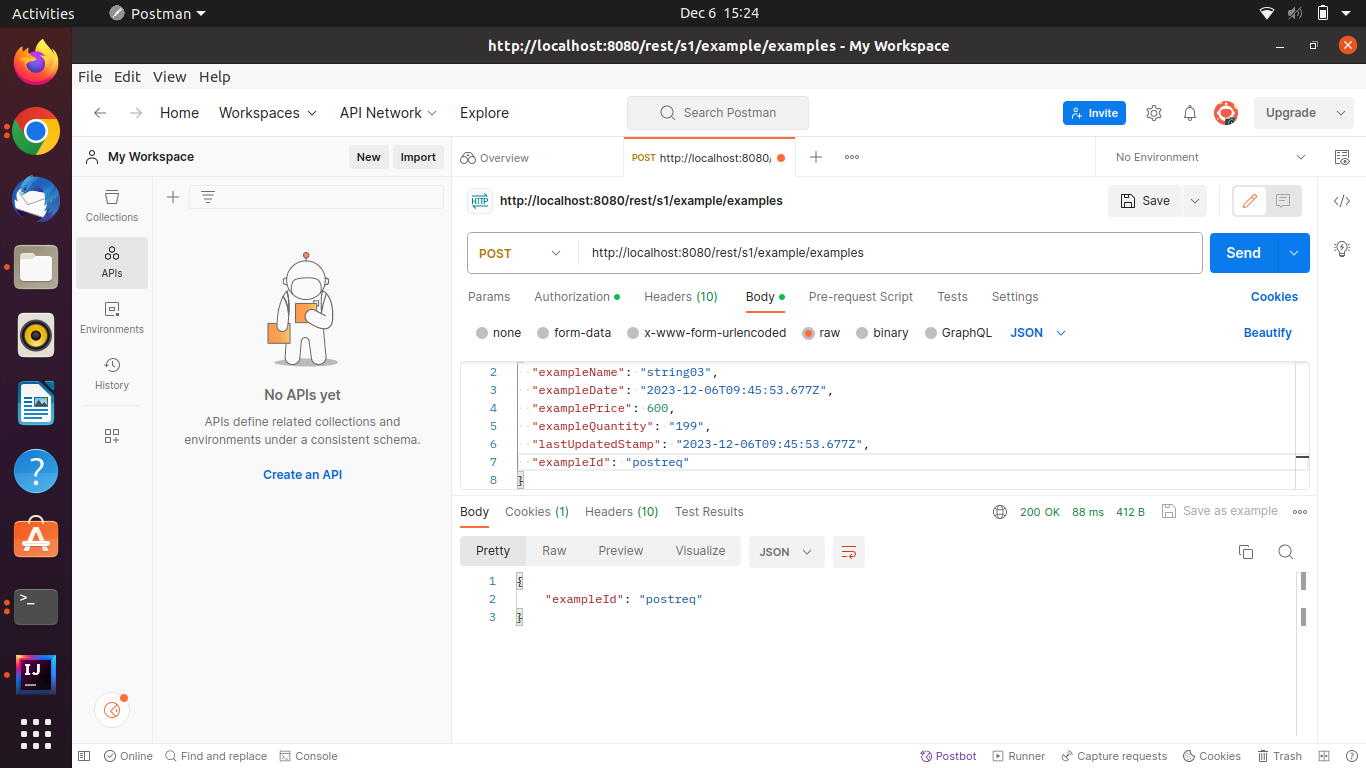 Activities Postman Dec 6 15:24
http://localhost:8080/rest/s1/example/examples - My Workspace
File Edit View Help
Home Workspaces API Network Explore Search Postman Invite Upgrade
My Workspace New Import Overview POST http://localhost:8080/ No Environment
Collections
APIs
Environments
History
No APIs yet
APIs define related collections and
environments under a consistent schema.
Create an API
HTTP http://localhost:8080/rest/s1/example/examples Save
POST http://localhost:8080/rest/s1/example/examples Send
Params Authorization Headers (10) Body Pre-request Script Tests Settings Cookies
none form-data x-www-form-urlencoded raw binary GraphQL JSON Beautify
2 "exampleName": "string03",
3 "exampleDate": "2023-12-06T09:45:53.677Z",
4 "examplePrice": 600,
5 "exampleQuantity": "199",
6 "lastUpdatedStamp": "2023-12-06T09:45:53.677Z",
7 "exampleId": "postreq"
8 }
Body Cookies (1) Headers (10) Test Results 200 OK 88 ms 412 B Save as example
Pretty Raw Preview Visualize JSON
1 {
2 "exampleId": "postreq"
3 }
IJ
Online Find and replace Console Postbot Runner Capture requests Cookies Trash